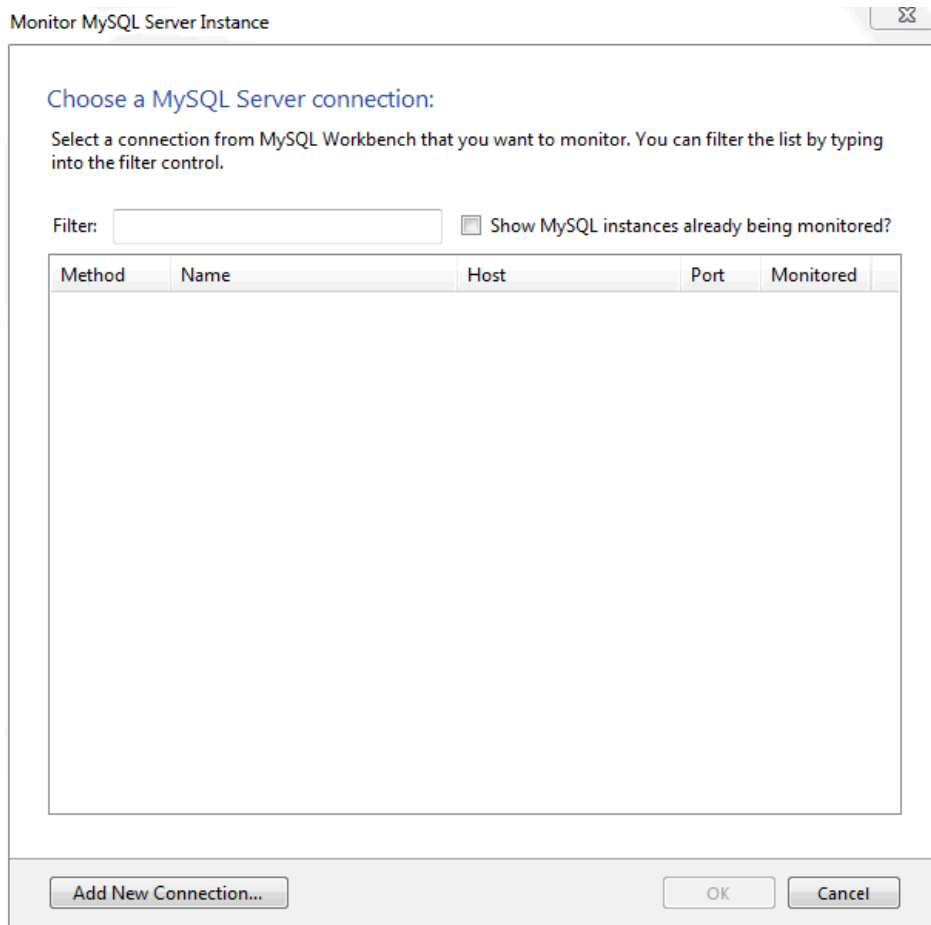 Monitor MySQL Server Instance
Choose a MySQL Server connection:
Select a connection from MySQL Workbench that you want to monitor. You can filter the list by typing
into the filter control.
Filter: Show MySQL instances already being monitored?
Method Name Host Port Monitored
Add New Connection... OK Cancel